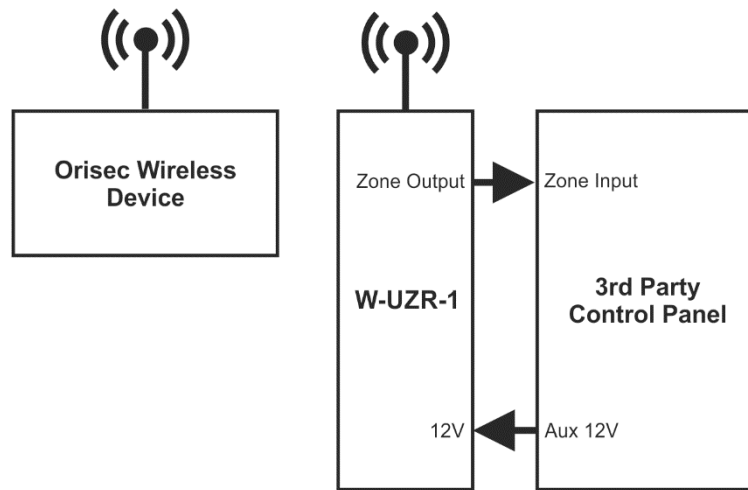 Orisec Wireless
Device
Zone Output
Zone Input
W-UZR-1
3rd Party
Control Panel
12V
Aux 12V